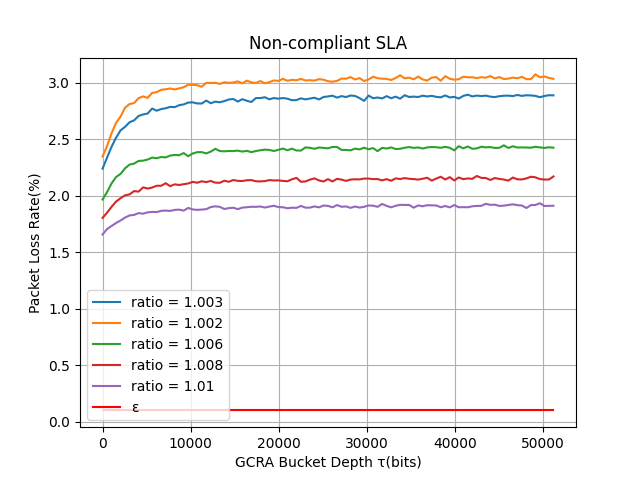 Non-compliant SLA
Packet Loss Rate(%)
3.0
2.5
2.0
1.5
1.0
0.5
0.0
ratio = 1.003
ratio = 1.002
ratio = 1.006
ratio = 1.008
ratio = 1.01
ε
0 10000 20000 30000 40000 50000
GCRA Bucket Depth τ(bits)